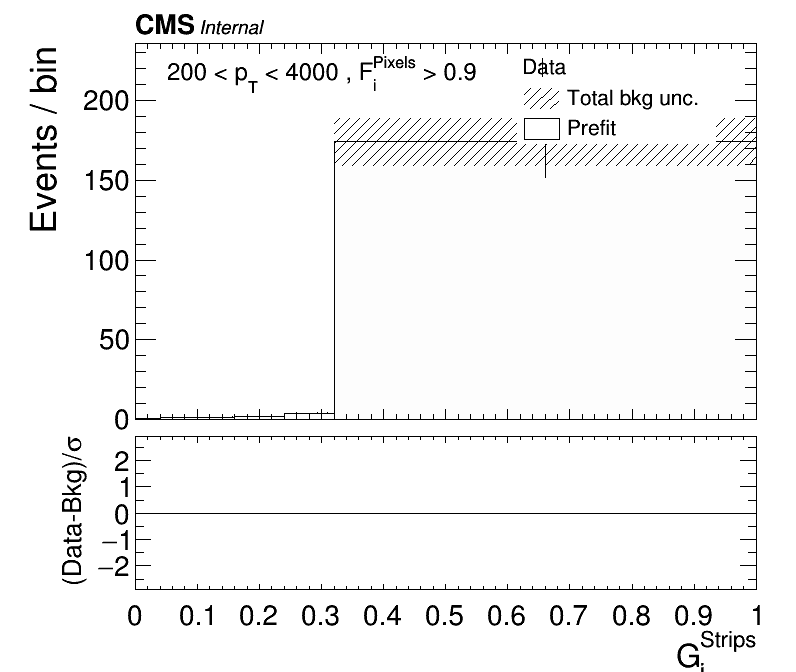 CMS Internal
200 < p_T < 4000 , F_i^Pixels > 0.9
Data
Total bkg unc.
Prefit
Events / bin
200
150
100
50
0
(Data-Bkg)/σ
2
1
0
−1
−2
0 0.1 0.2 0.3 0.4 0.5 0.6 0.7 0.8 0.9 1
G_i^Strips